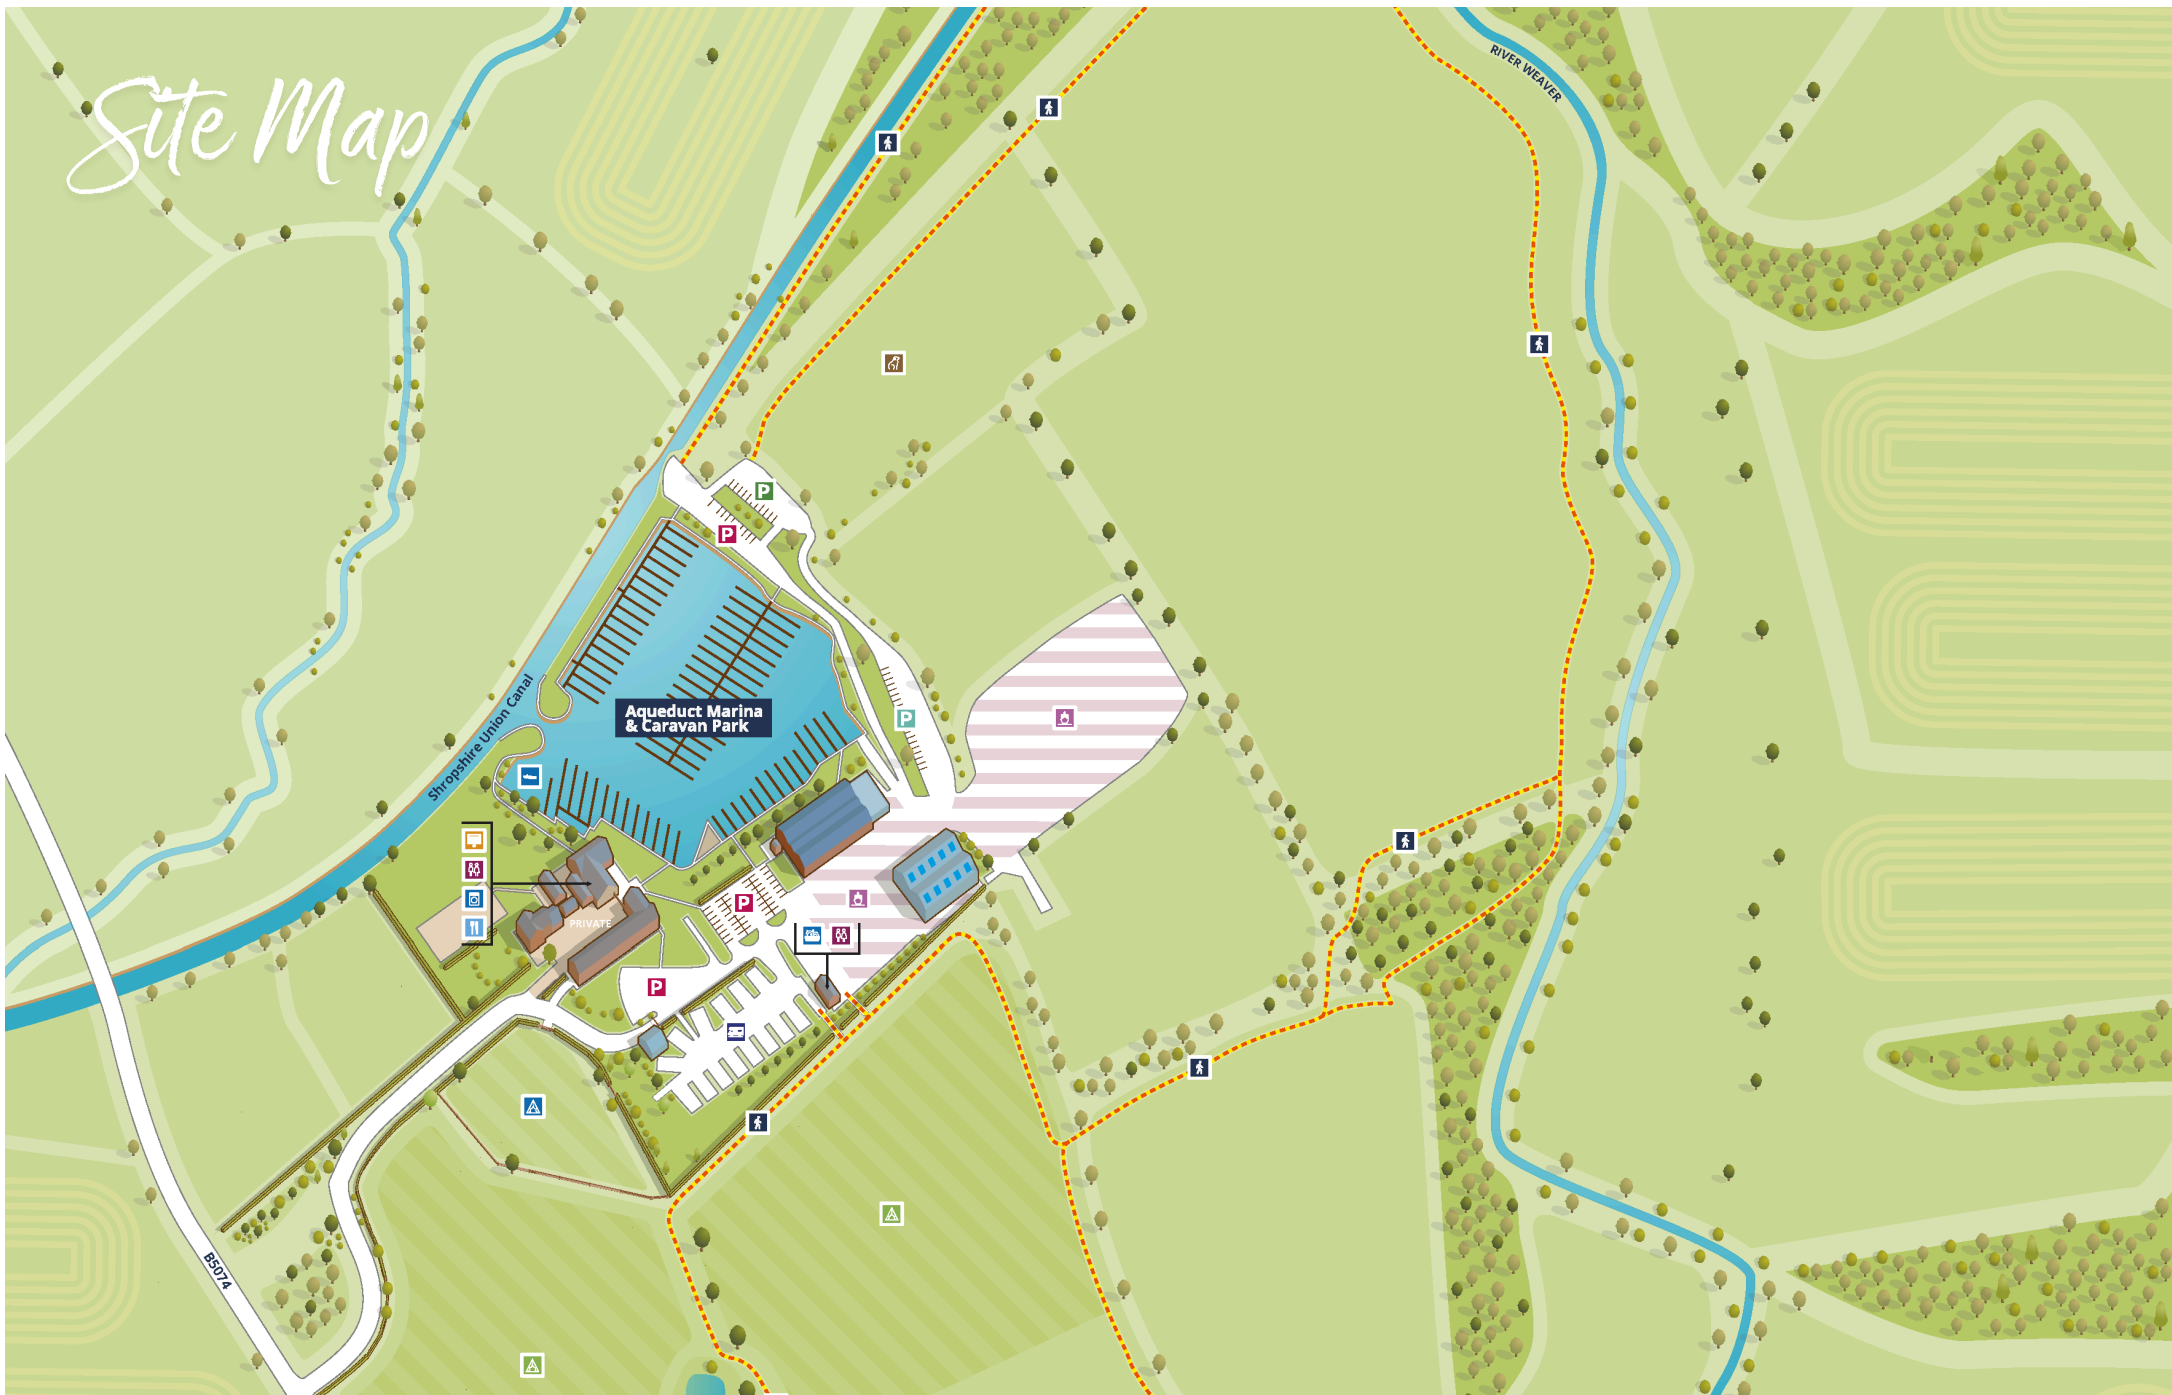 Site Map
RIVER WEAVER
P
P
Shropshire Union Canal
Aqueduct Marina
& Caravan Park
P
P
PRIVATE
P
B5074